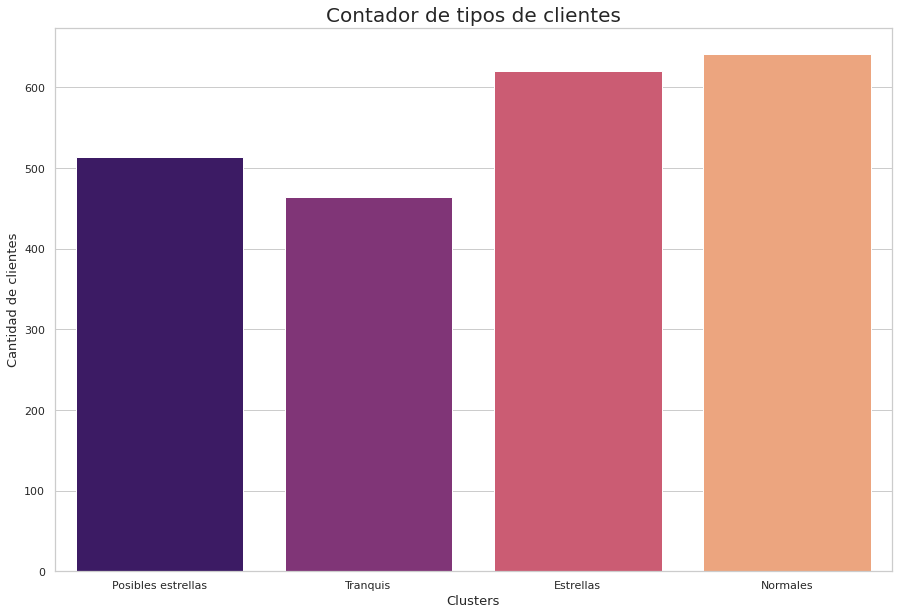 Contador de tipos de clientes
Cantidad de clientes
600
500
400
300
200
100
0
Posibles estrellas
Tranquis
Estrellas
Normales
Clusters